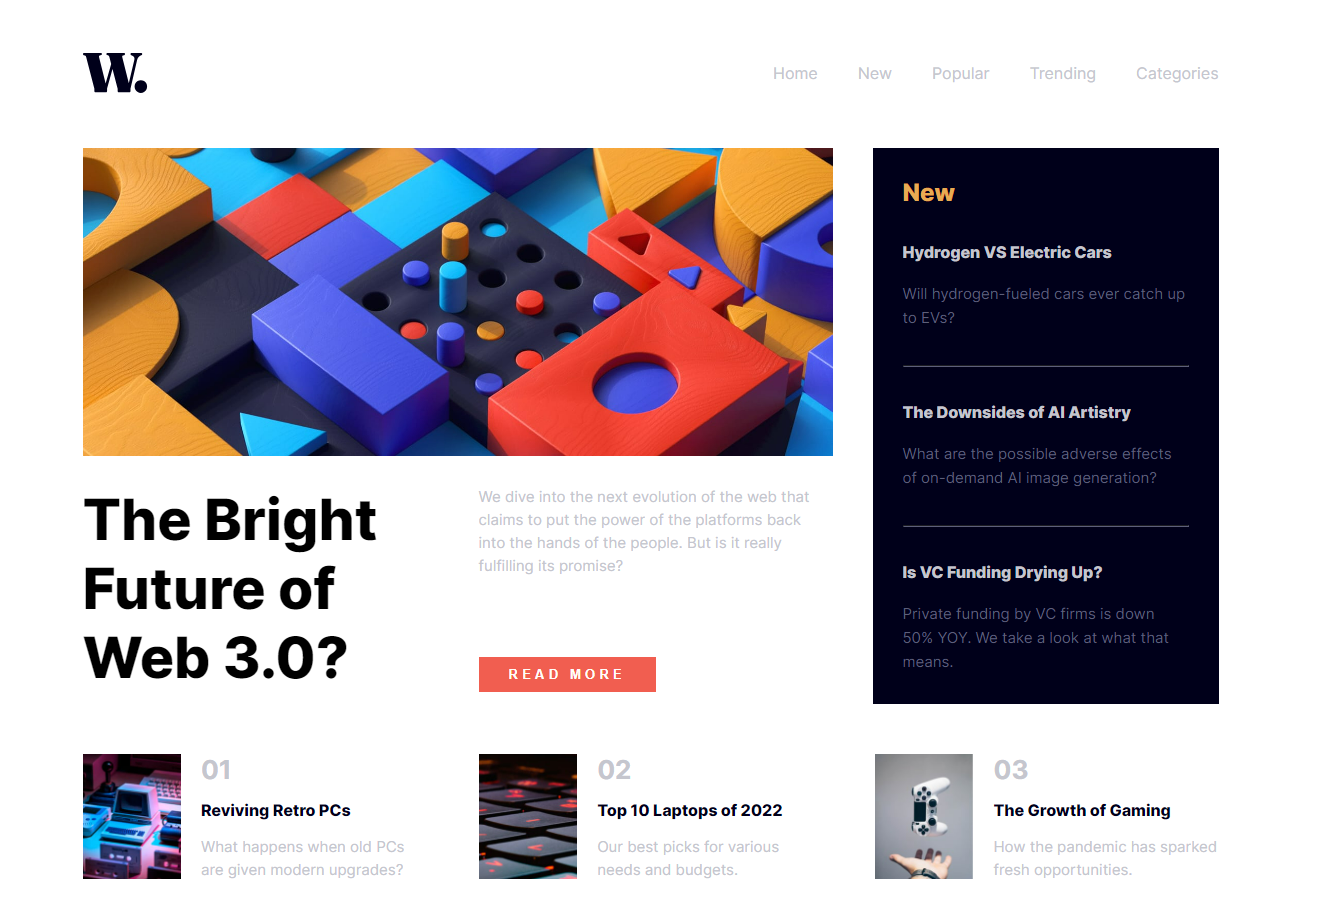 W.
Home New Popular Trending Categories
New
Hydrogen VS Electric Cars
Will hydrogen-fueled cars ever catch up
to EVs?
The Downsides of AI Artistry
What are the possible adverse effects
of on-demand AI image generation?
Is VC Funding Drying Up?
Private funding by VC firms is down
50% YOY. We take a look at what that
means.
The Bright
Future of
Web 3.0?
We dive into the next evolution of the web that
claims to put the power of the platforms back
into the hands of the people. But is it really
fulfilling its promise?
READ MORE
01
Reviving Retro PCs
What happens when old PCs
are given modern upgrades?
02
Top 10 Laptops of 2022
Our best picks for various
needs and budgets.
03
The Growth of Gaming
How the pandemic has sparked
fresh opportunities.